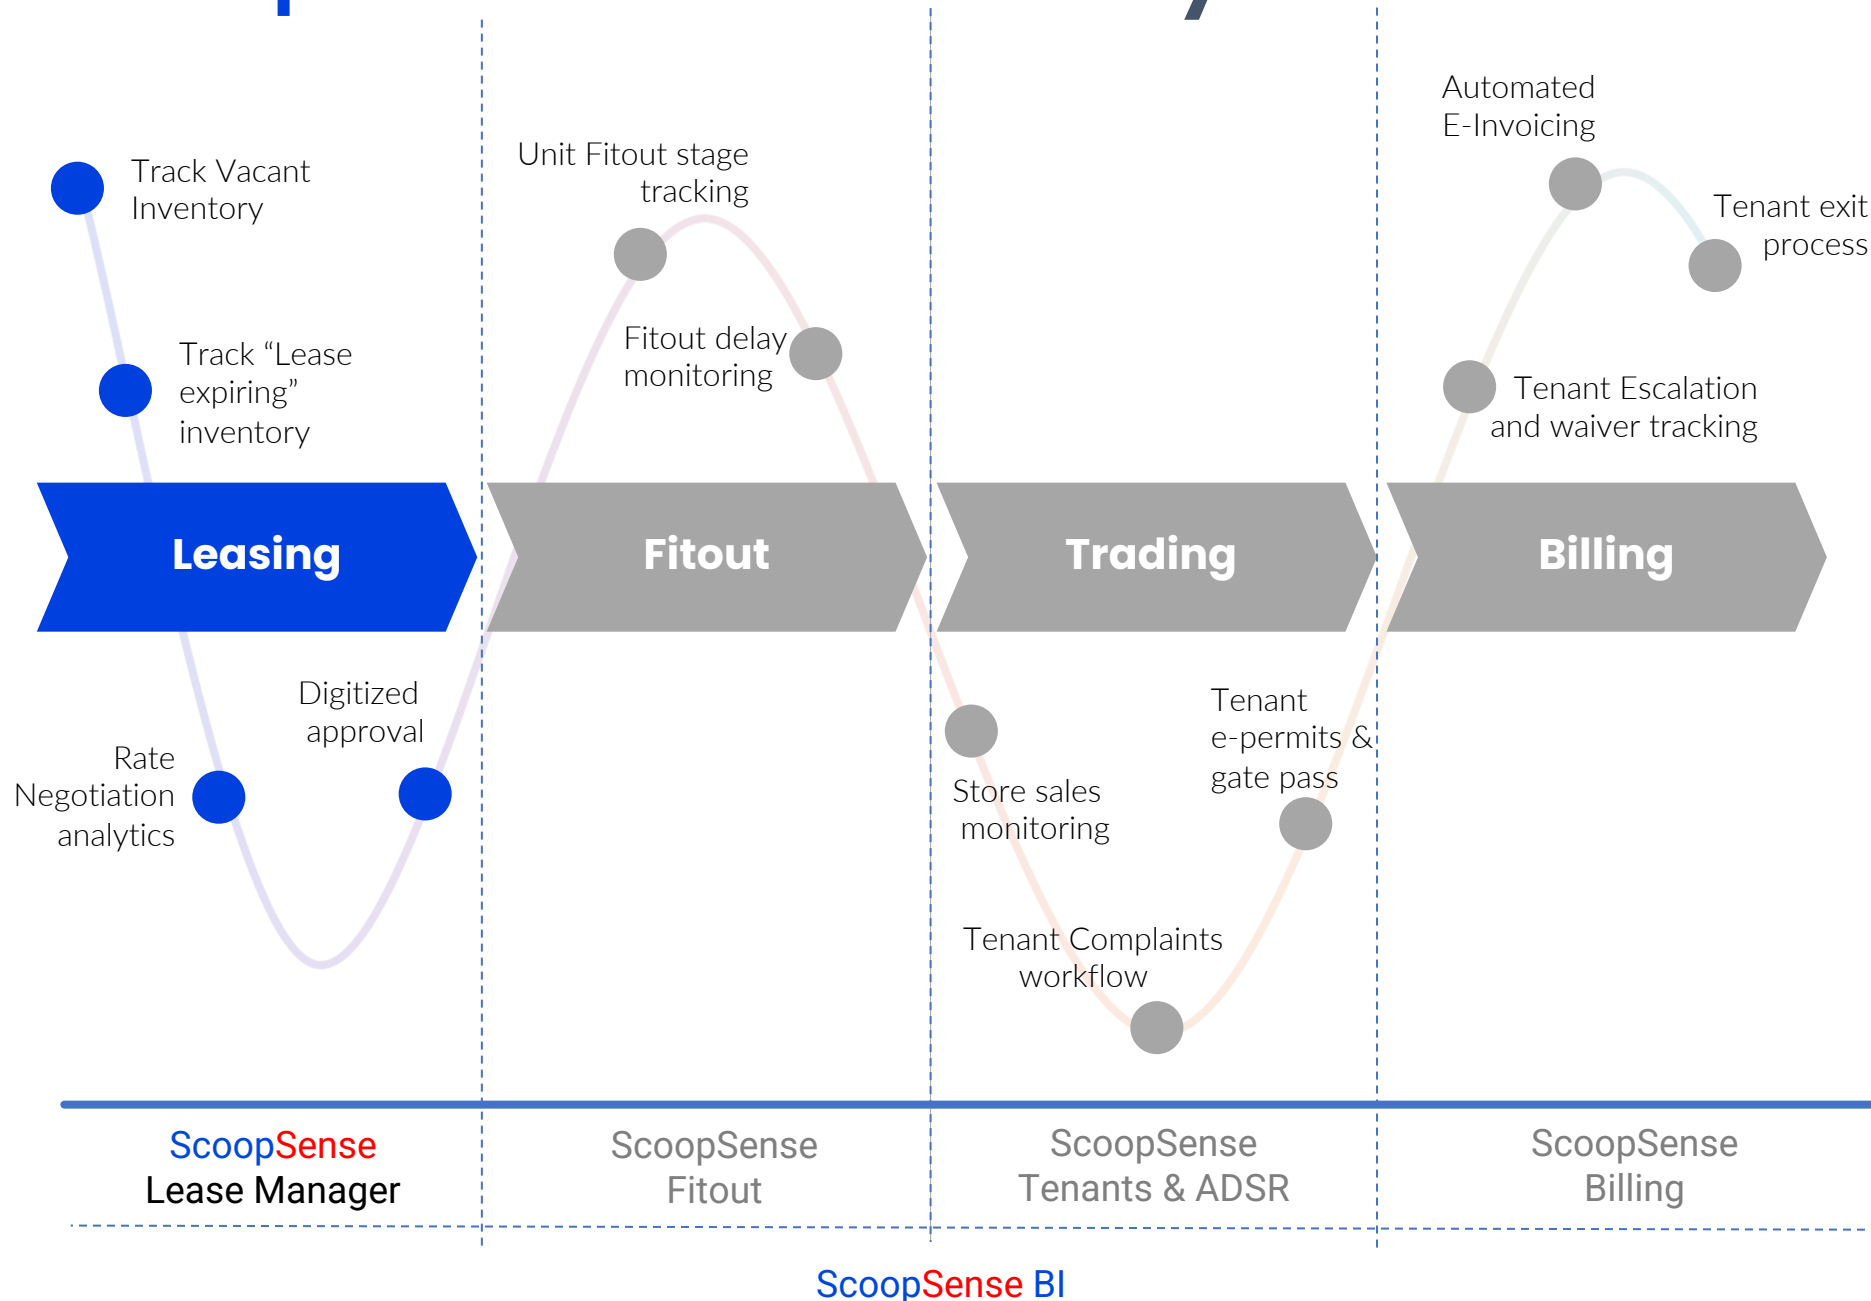 Track Vacant
Inventory
Track “Lease
expiring”
inventory
Unit Fitout stage
tracking
Fitout delay
monitoring
Automated
E-Invoicing
Tenant exit
process
Tenant Escalation
and waiver tracking
Leasing
Fitout
Trading
Billing
Rate
Negotiation
analytics
Digitized
approval
Store sales
monitoring
Tenant
e-permits &
gate pass
Tenant Complaints
workflow
ScoopSense
Lease Manager
ScoopSense
Fitout
ScoopSense
Tenants & ADSR
ScoopSense
Billing
ScoopSense BI